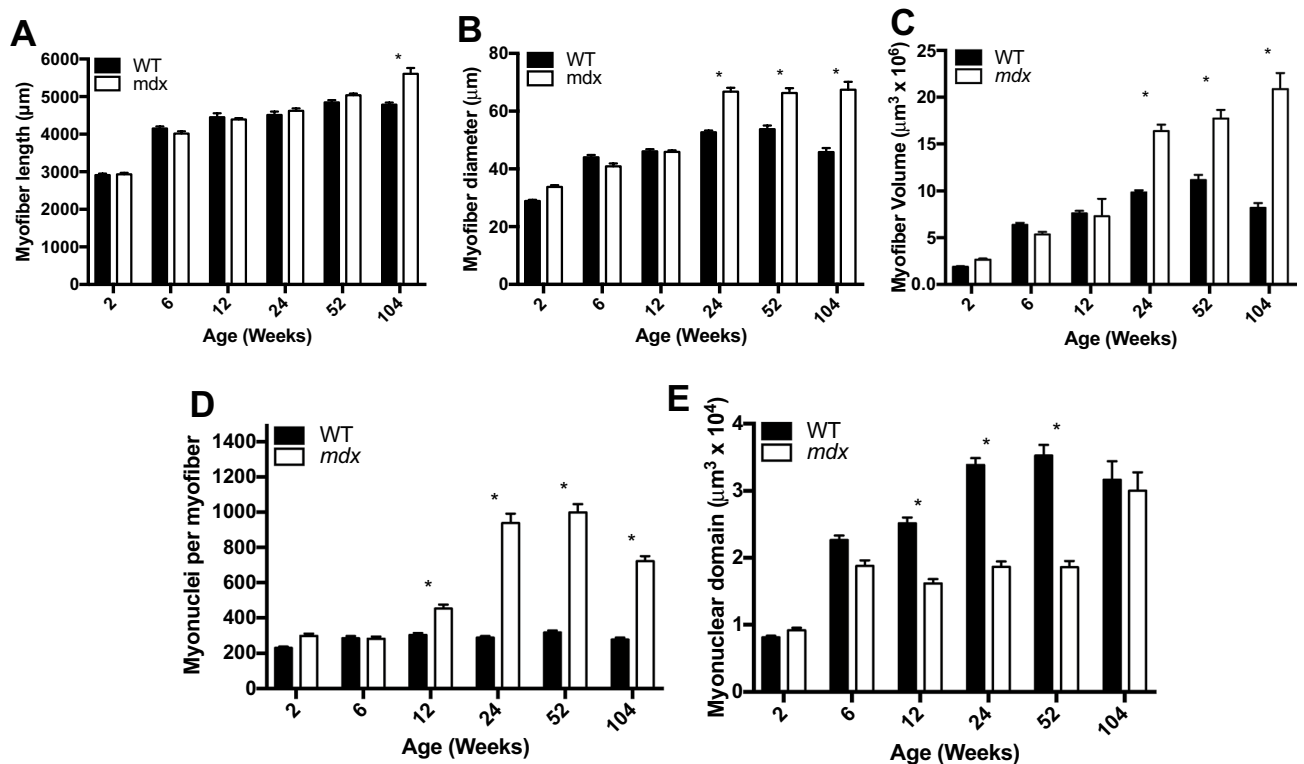 A
Myofiber length (µm)
6000
5000
4000
3000
2000
1000
0
WT
mdx
*
2 6 12 24 52 104
Age (Weeks)
B
Myofiber diameter (µm)
80
60
40
20
0
WT
mdx
* * *
2 6 12 24 52 104
Age (Weeks)
C
Myofiber Volume (µm³ x 10⁶)
25
20
15
10
5
0.0
WT
mdx
* * *
2 6 12 24 52 104
Age (Weeks)
D
Myonuclei per myofiber
1400
1200
1000
800
600
400
200
0
WT
mdx
* * * *
2 6 12 24 52 104
Age (Weeks)
E
Myonuclear domain (µm³ x 10⁴)
4
3
2
1
0
WT
mdx
* * *
2 6 12 24 52 104
Age (Weeks)